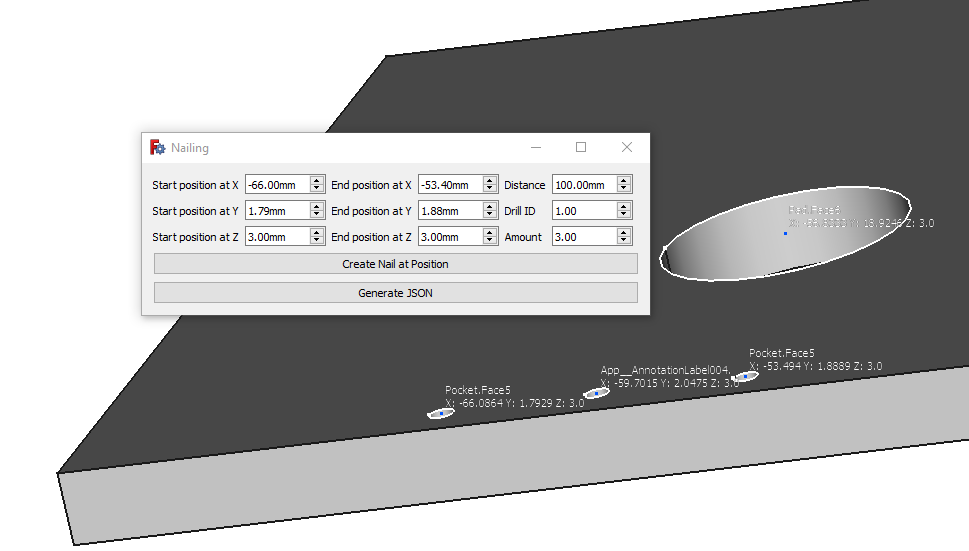 Nailing
Start position at X -66.00mm End position at X -53.40mm Distance 100.00mm
Start position at Y 1.79mm End position at Y 1.88mm Drill ID 1.00
Start position at Z 3.00mm End position at Z 3.00mm Amount 3.00
Create Nail at Position
Generate JSON
Z: 3.0
Pocket.Face5
X: -53.494 Y: 1.8889 Z: 3.0
App__AnnotationLabel004.
X: -59.7015 Y: 2.0475 Z: 3.0
Pocket.Face5
X: -66.0864 Y: 1.7929 Z: 3.0